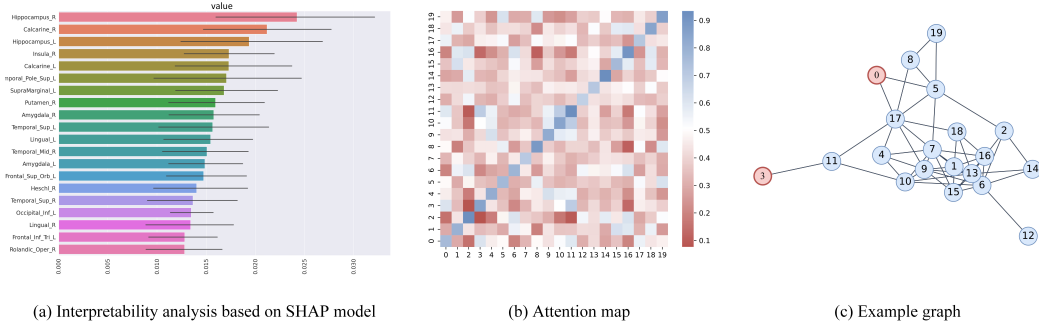 value
Hippocampus_R
Calcarine_R
Hippocampus_L
Insula_R
Calcarine_L
nporal_Pole_Sup_L
SupraMarginal_L
Putamen_R
Amygdala_R
Temporal_Sup_L
Lingual_L
Temporal_Mid_R
Amygdala_L
Frontal_Sup_Orb_L
Heschl_R
Temporal_Sup_R
Occipital_Inf_L
Lingual_R
Frontal_Inf_Tri_L
Rolandic_Oper_R
0.000 0.005 0.010 0.015 0.020 0.025 0.030
(a) Interpretability analysis based on SHAP model
19
18
17
16
15
14
13
12
11
10
9
8
7
6
5
4
3
2
1
0
0 1 2 3 4 5 6 7 8 9 10 11 12 13 14 15 16 17 18 19
0.9
0.8
0.7
0.6
0.5
0.4
0.3
0.2
0.1
(b) Attention map
19
8
0
5
17
18
2
4
7
16
11
9
1
13
14
3
10
15
6
12
(c) Example graph